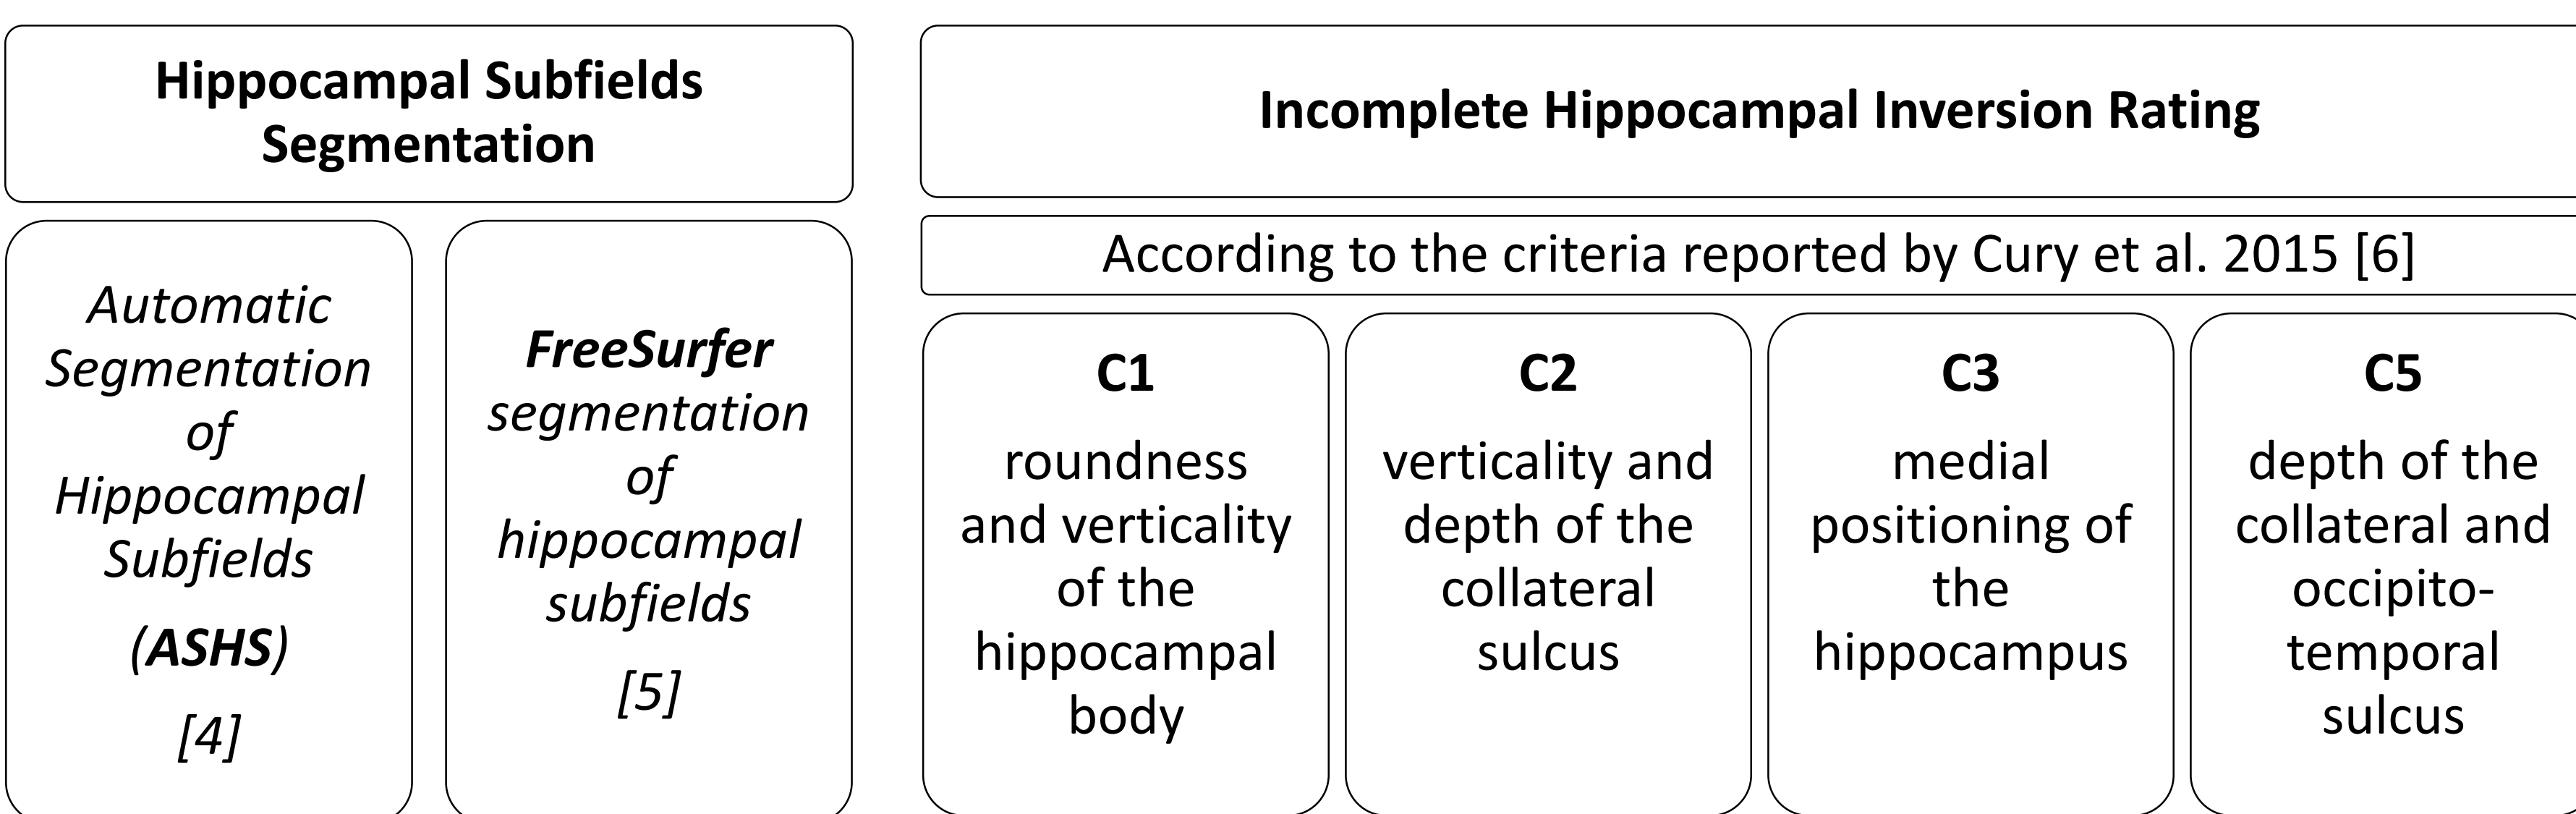 Hippocampal Subfields
Segmentation
Automatic
Segmentation
of
Hippocampal
Subfields
(ASHS)
[4]
FreeSurfer
segmentation
of
hippocampal
subfields
[5]
Incomplete Hippocampal Inversion Rating
According to the criteria reported by Cury et al. 2015 [6]
C1
roundness
and verticality
of the
hippocampal
body
C2
verticality and
depth of the
collateral
sulcus
C3
medial
positioning of
the
hippocampus
C5
depth of the
collateral and
occipito-
temporal
sulcus